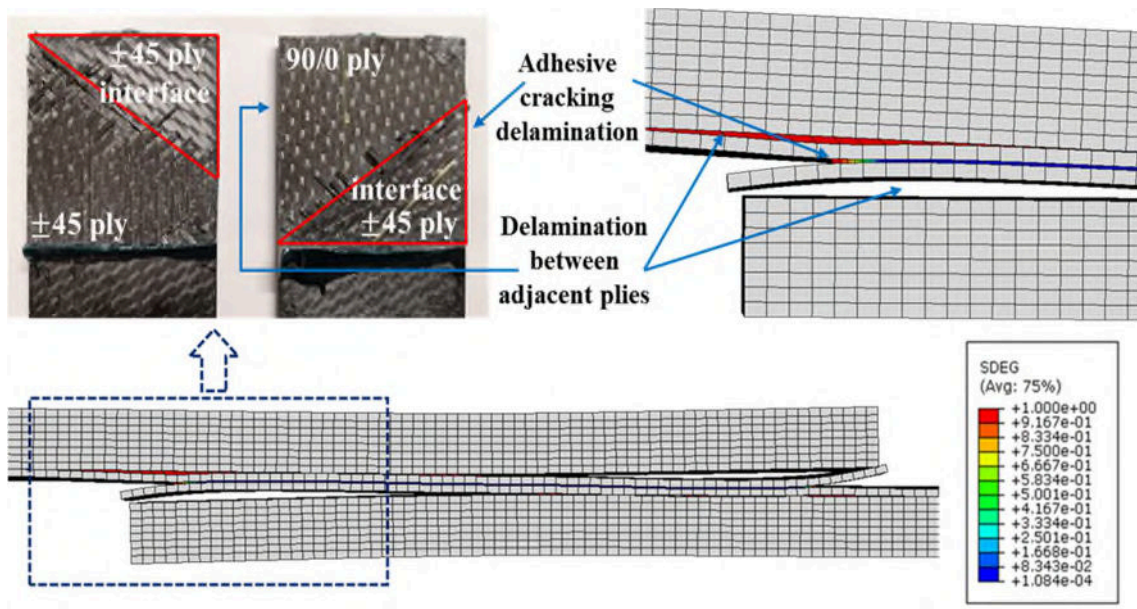 ±45 ply
interface
±45 ply
90/0 ply
interface
±45 ply
Adhesive
cracking
delamination
Delamination
between
adjacent plies
SDEG
(Avg: 75%)
+1.000e+00
+9.167e-01
+8.334e-01
+7.500e-01
+6.667e-01
+5.834e-01
+5.001e-01
+4.167e-01
+3.334e-01
+2.501e-01
+1.668e-01
+8.343e-02
+1.084e-04